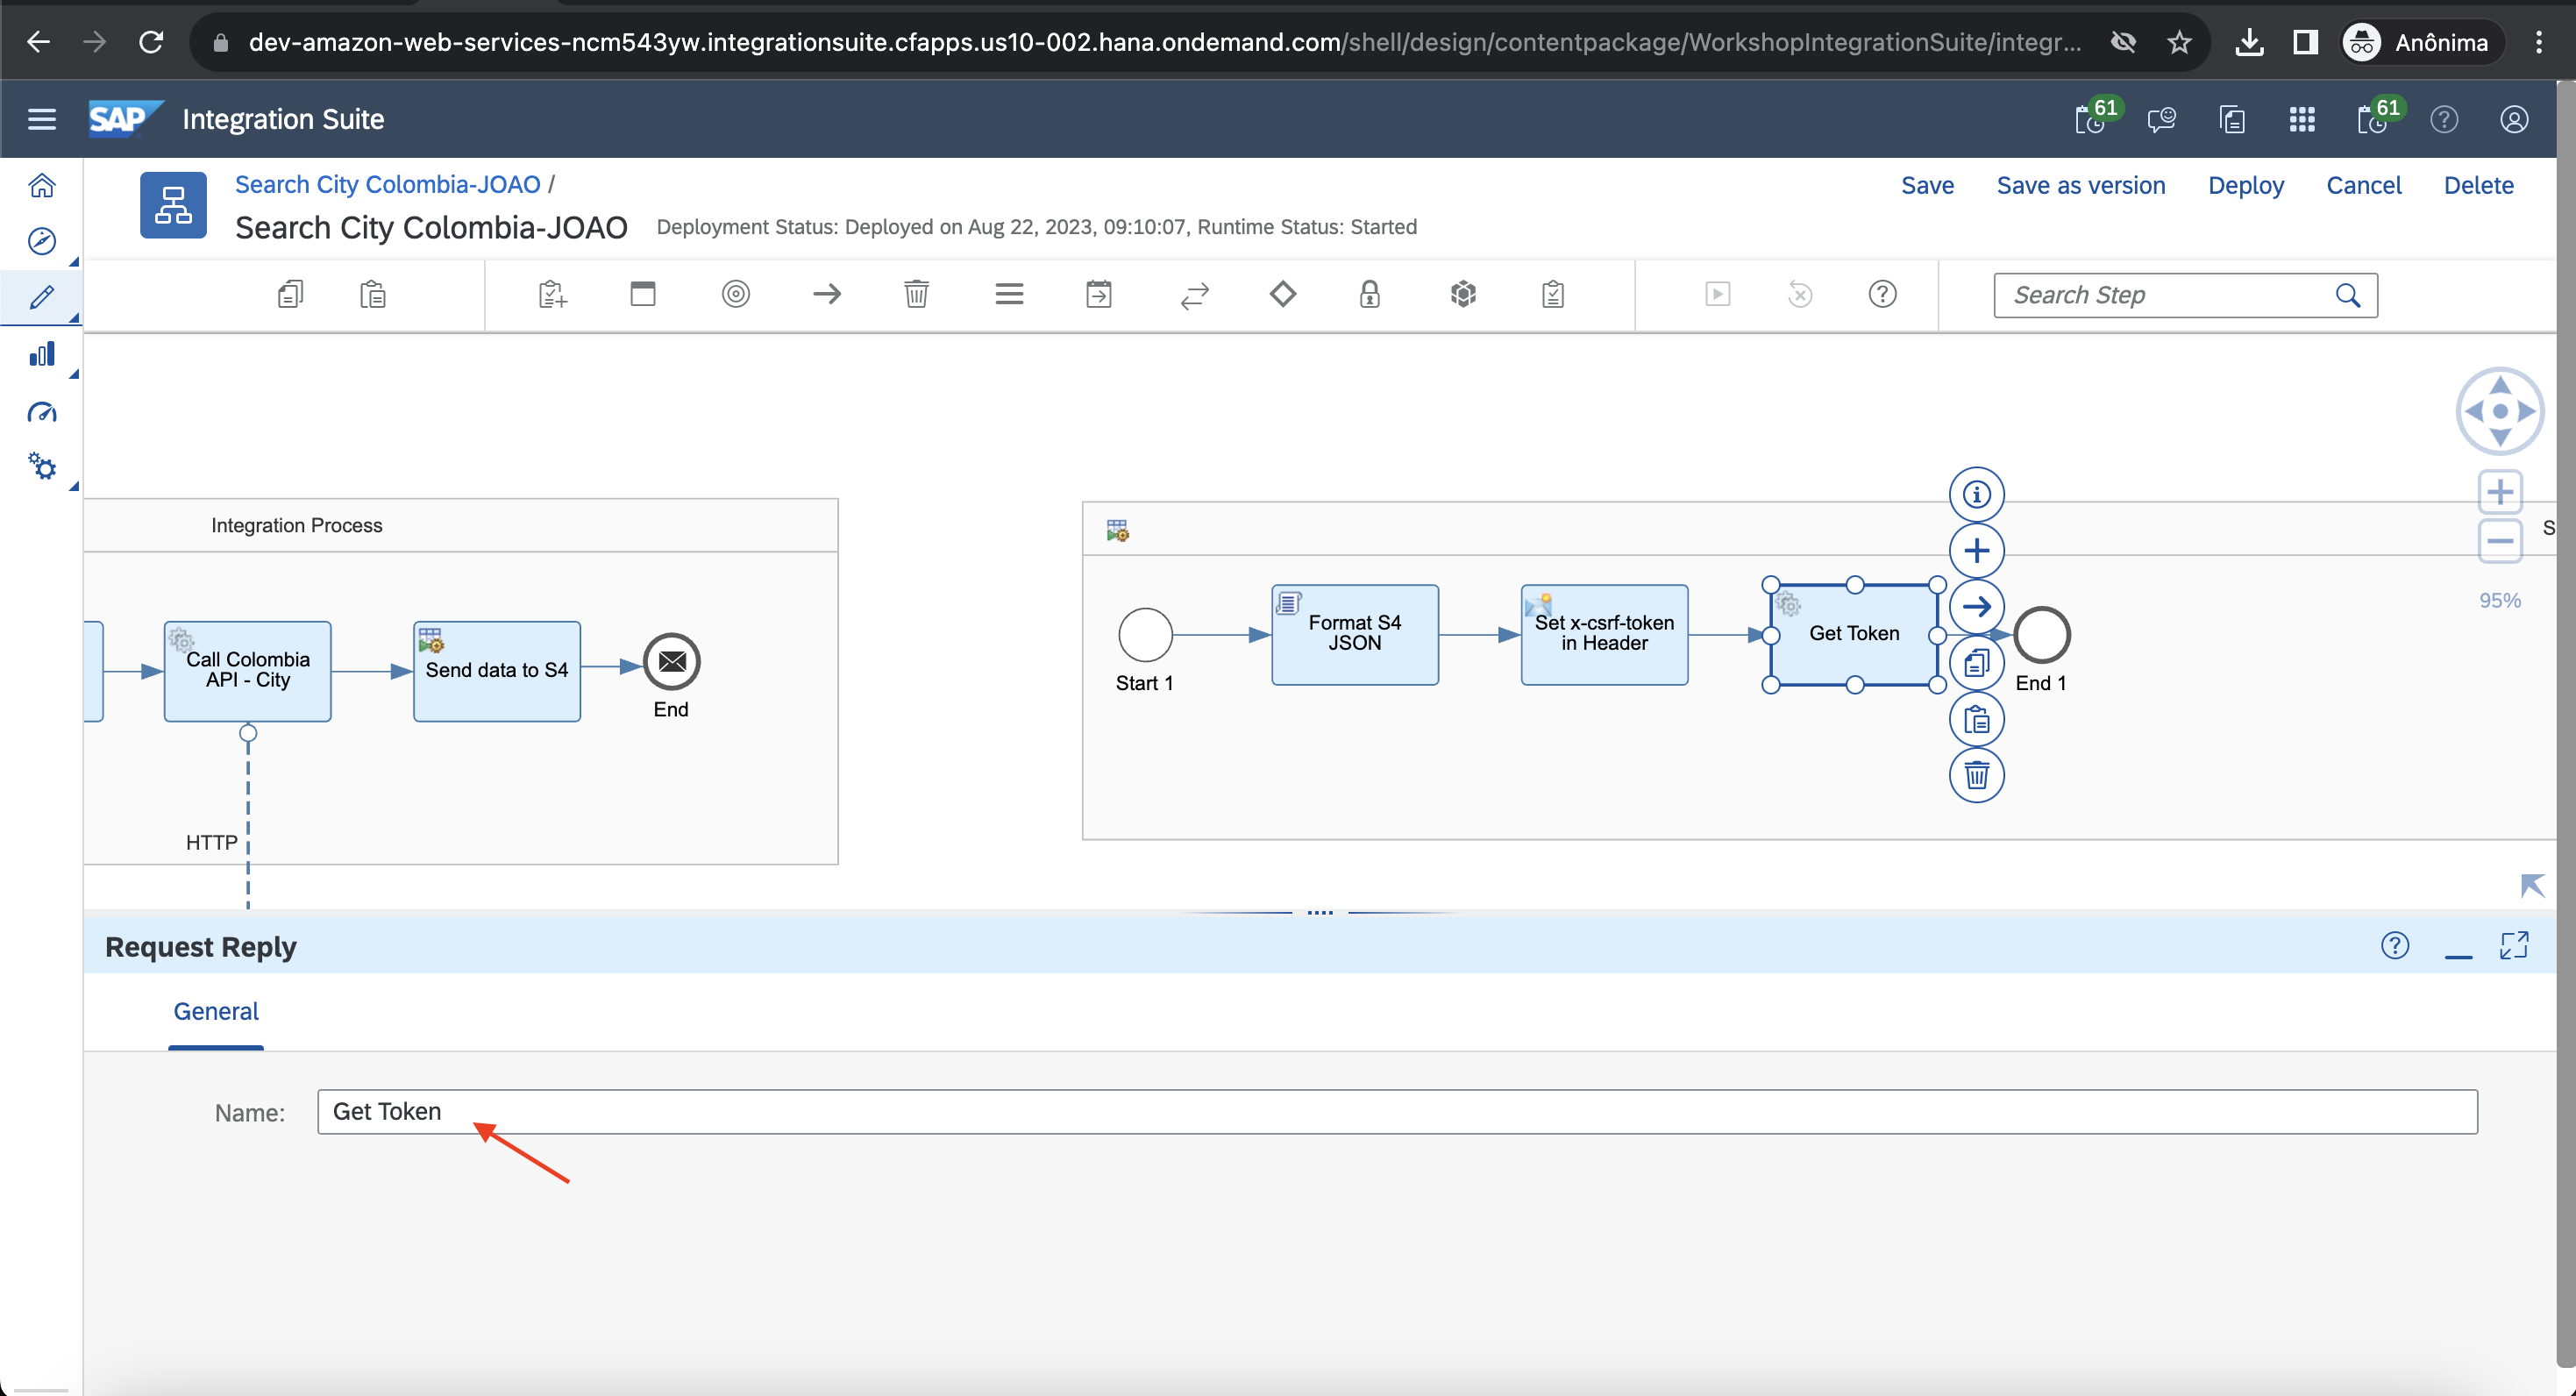 dev-amazon-web-services-ncm543yw.integrationsuite.cfapps.us10-002.hana.ondemand.com/shell/design/contentpackage/WorkshopIntegrationSuite/integr...
Anônima
SAP
Integration Suite
61
61
Search City Colombia-JOAO /
Search City Colombia-JOAO
Deployment Status: Deployed on Aug 22, 2023, 09:10:07, Runtime Status: Started
Save
Save as version
Deploy
Cancel
Delete
Search Step
Integration Process
S
Call Colombia
API - City
Send data to S4
End
HTTP
Start 1
Format S4
JSON
Set x-csrf-token
in Header
Get Token
End 1
95%
Request Reply
General
Name:
Get Token